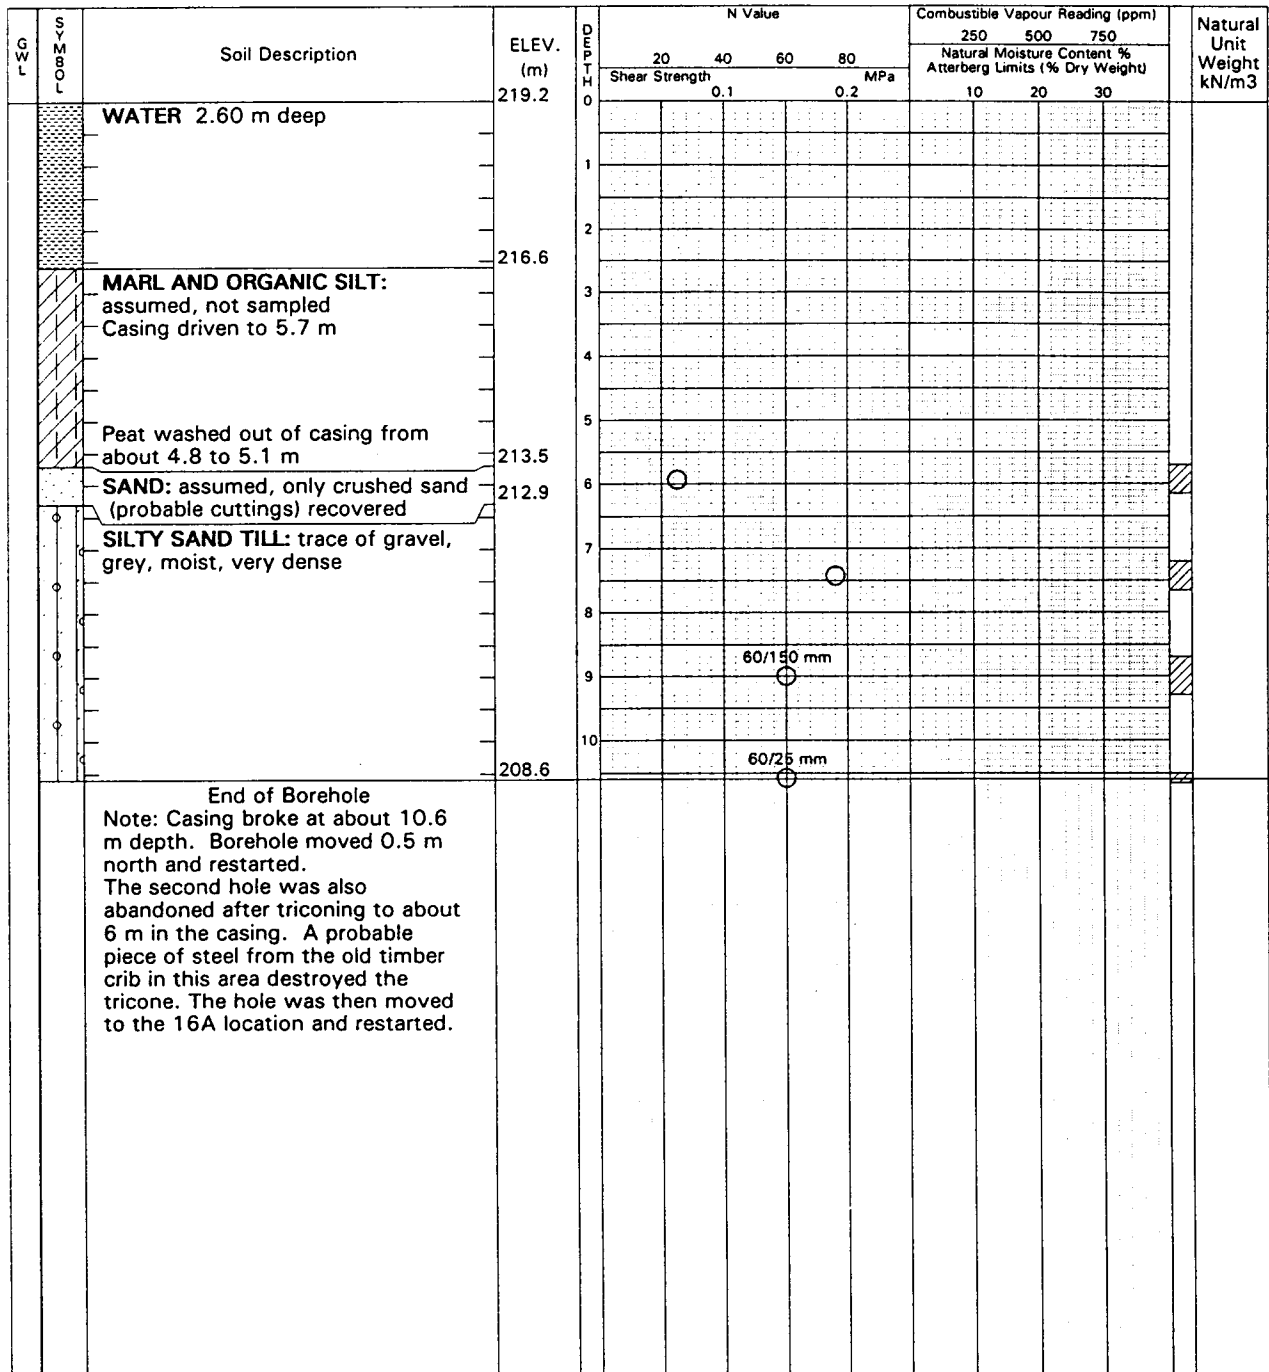 GWL
SYMBOL
Soil Description
ELEV.
(m)
219.2
DEPTH
0
N Value
20 40 60 80
Shear Strength MPa
0.1 0.2
Combustible Vapour Reading (ppm)
250 500 750
Natural Moisture Content %
Atterberg Limits (% Dry Weight)
10 20 30
Natural
Unit
Weight
kN/m3
WATER 2.60 m deep
1
2
216.6
MARL AND ORGANIC SILT:
assumed, not sampled
Casing driven to 5.7 m
3
4
5
Peat washed out of casing from
about 4.8 to 5.1 m
213.5
SAND: assumed, only crushed sand
(probable cuttings) recovered
212.9
6
SILTY SAND TILL: trace of gravel,
grey, moist, very dense
7
8
60/150 mm
9
10
60/25 mm
208.6
End of Borehole
Note: Casing broke at about 10.6
m depth. Borehole moved 0.5 m
north and restarted.
The second hole was also
abandoned after triconing to about
6 m in the casing. A probable
piece of steel from the old timber
crib in this area destroyed the
tricone. The hole was then moved
to the 16A location and restarted.